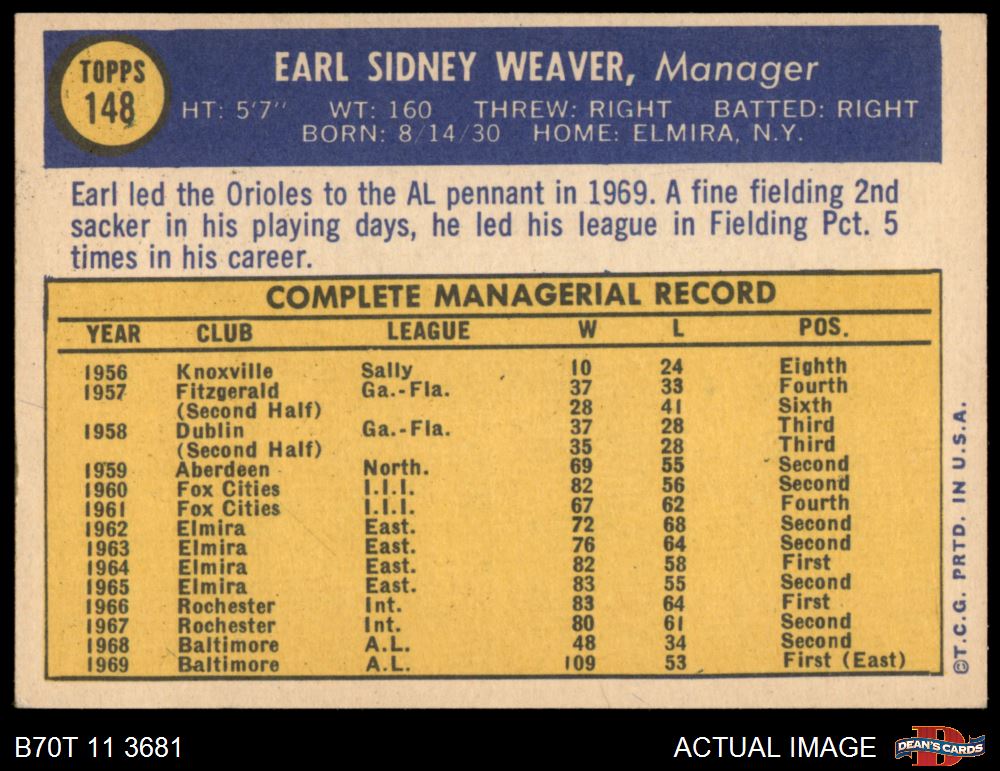 TOPPS
148
EARL SIDNEY WEAVER, Manager
HT: 5'7" WT: 160 THREW: RIGHT BATTED: RIGHT
BORN: 8/14/30 HOME: ELMIRA, N.Y.
Earl led the Orioles to the AL pennant in 1969. A fine fielding 2nd
sacker in his playing days, he led his league in Fielding Pct. 5
times in his career.
COMPLETE MANAGERIAL RECORD
YEAR CLUB LEAGUE W L POS.
1956 Knoxville Sally 10 24 Eighth
1957 Fitzgerald Ga.-Fla. 37 33 Fourth
(Second Half) 28 41 Sixth
1958 Dublin Ga.-Fla. 37 28 Third
(Second Half) 35 28 Third
1959 Aberdeen North. 69 55 Second
1960 Fox Cities I.I.I. 82 56 Second
1961 Fox Cities I.I.I. 67 62 Fourth
1962 Elmira East. 72 68 Second
1963 Elmira East. 76 64 Second
1964 Elmira East. 82 58 First
1965 Elmira East. 83 55 Second
1966 Rochester Int. 83 64 First
1967 Rochester Int. 80 61 Second
1968 Baltimore A.L. 48 34 Second
1969 Baltimore A.L. 109 53 First (East)
©T.C.G. PRTD. IN U.S.A.
B70T 11 3681
ACTUAL IMAGE
DEAN'S CARDS